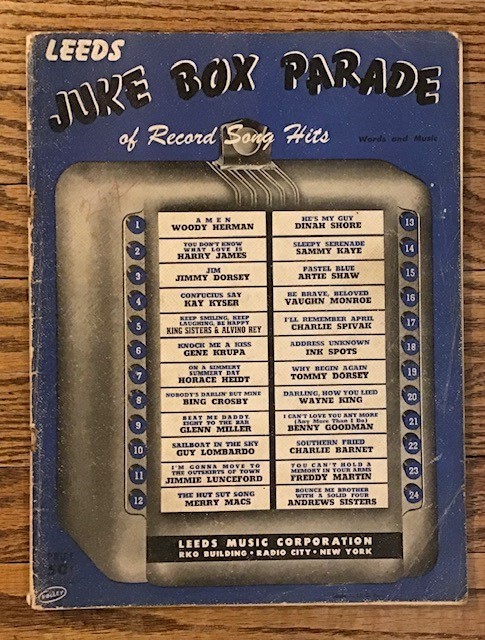 LEEDS
JUKE BOX PARADE
of Record Song Hits
Words and Music
1
AMEN
WOODY HERMAN
2
YOU DON'T KNOW
WHAT LOVE IS
HARRY JAMES
3
JIM
JIMMY DORSEY
4
CONFUCIUS SAY
KAY KYSER
5
KEEP SMILING, KEEP
LAUGHING, BE HAPPY
KING SISTERS & ALVINO REY
6
KNOCK ME A KISS
GENE KRUPA
7
ON A SIMMERY
SUMMERY DAY
HORACE HEIDT
8
NOBODY'S DARLIN' BUT MINE
BING CROSBY
9
BEAT ME DADDY,
EIGHT TO THE BAR
GLENN MILLER
10
SAILBOAT IN THE SKY
GUY LOMBARDO
11
I'M GONNA MOVE TO
THE OUTSKIRTS OF TOWN
JIMMIE LUNCEFORD
12
THE HUT SUT SONG
MERRY MACS
HE'S MY GUY
DINAH SHORE
13
SLEEPY SERENADE
SAMMY KAYE
14
PASTEL BLUE
ARTIE SHAW
15
BE BRAVE, BELOVED
VAUGHN MONROE
16
I'LL REMEMBER APRIL
CHARLIE SPIVAK
17
ADDRESS UNKNOWN
INK SPOTS
18
WHY BEGIN AGAIN
TOMMY DORSEY
19
DARLING, HOW YOU LIED
WAYNE KING
20
I CAN'T LOVE YOU ANY MORE
(Any More Than I Do)
BENNY GOODMAN
21
SOUTHERN FRIED
CHARLIE BARNET
22
YOU CAN'T HOLD A
MEMORY IN YOUR ARMS
FREDDY MARTIN
23
BOUNCE ME BROTHER
WITH A SOLID FOUR
ANDREWS SISTERS
24
LEEDS MUSIC CORPORATION
RKO BUILDING • RADIO CITY • NEW YORK
PRICE
50¢